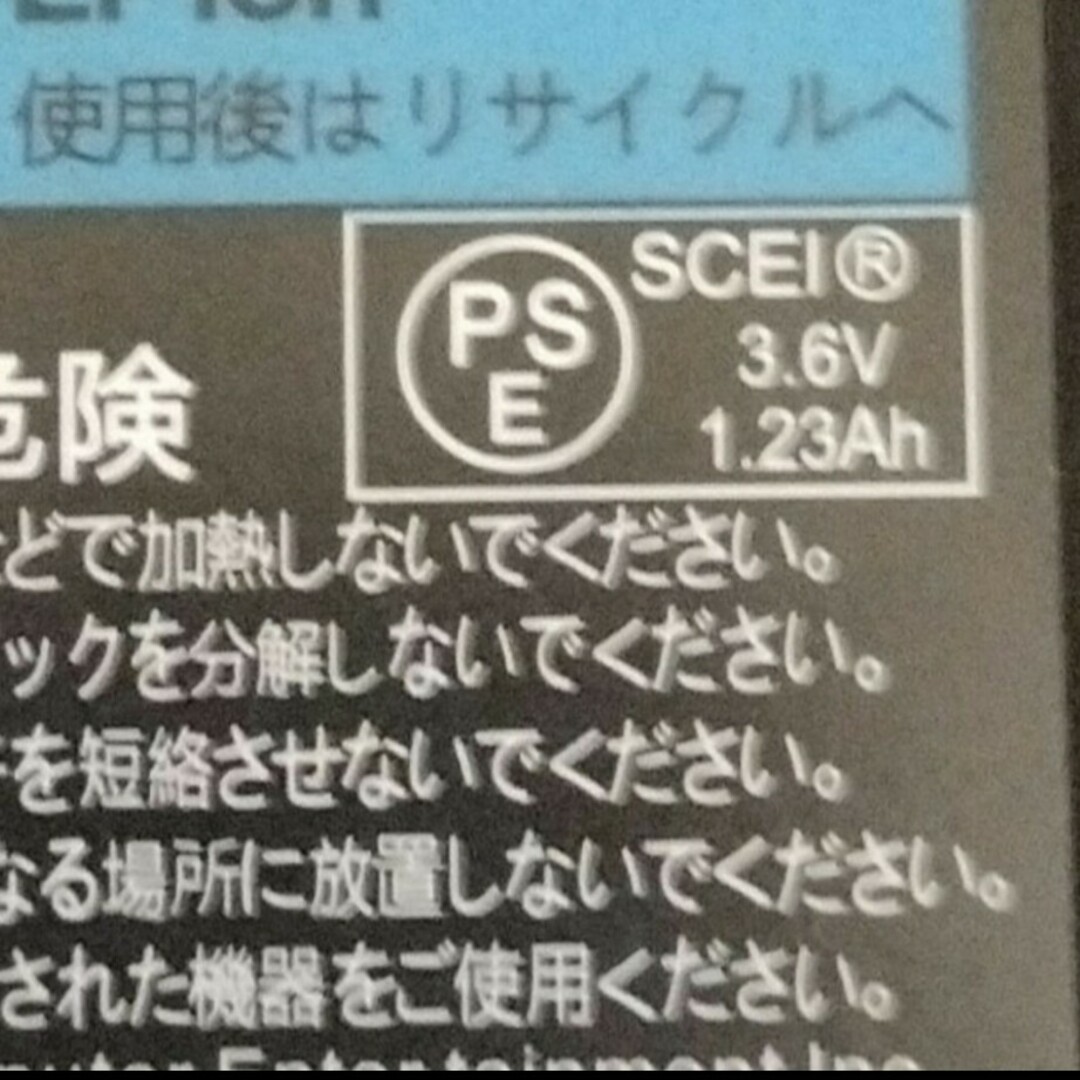 使用後はリサイクルへ
PS
E
SCEI®
3.6V
1.23Ah
危険
どで加熱しないでください。
ックを分解しないでください。
を短絡させないでください。
なる場所に放置しないでください。
された機器をご使用ください。
Entertainment Inc